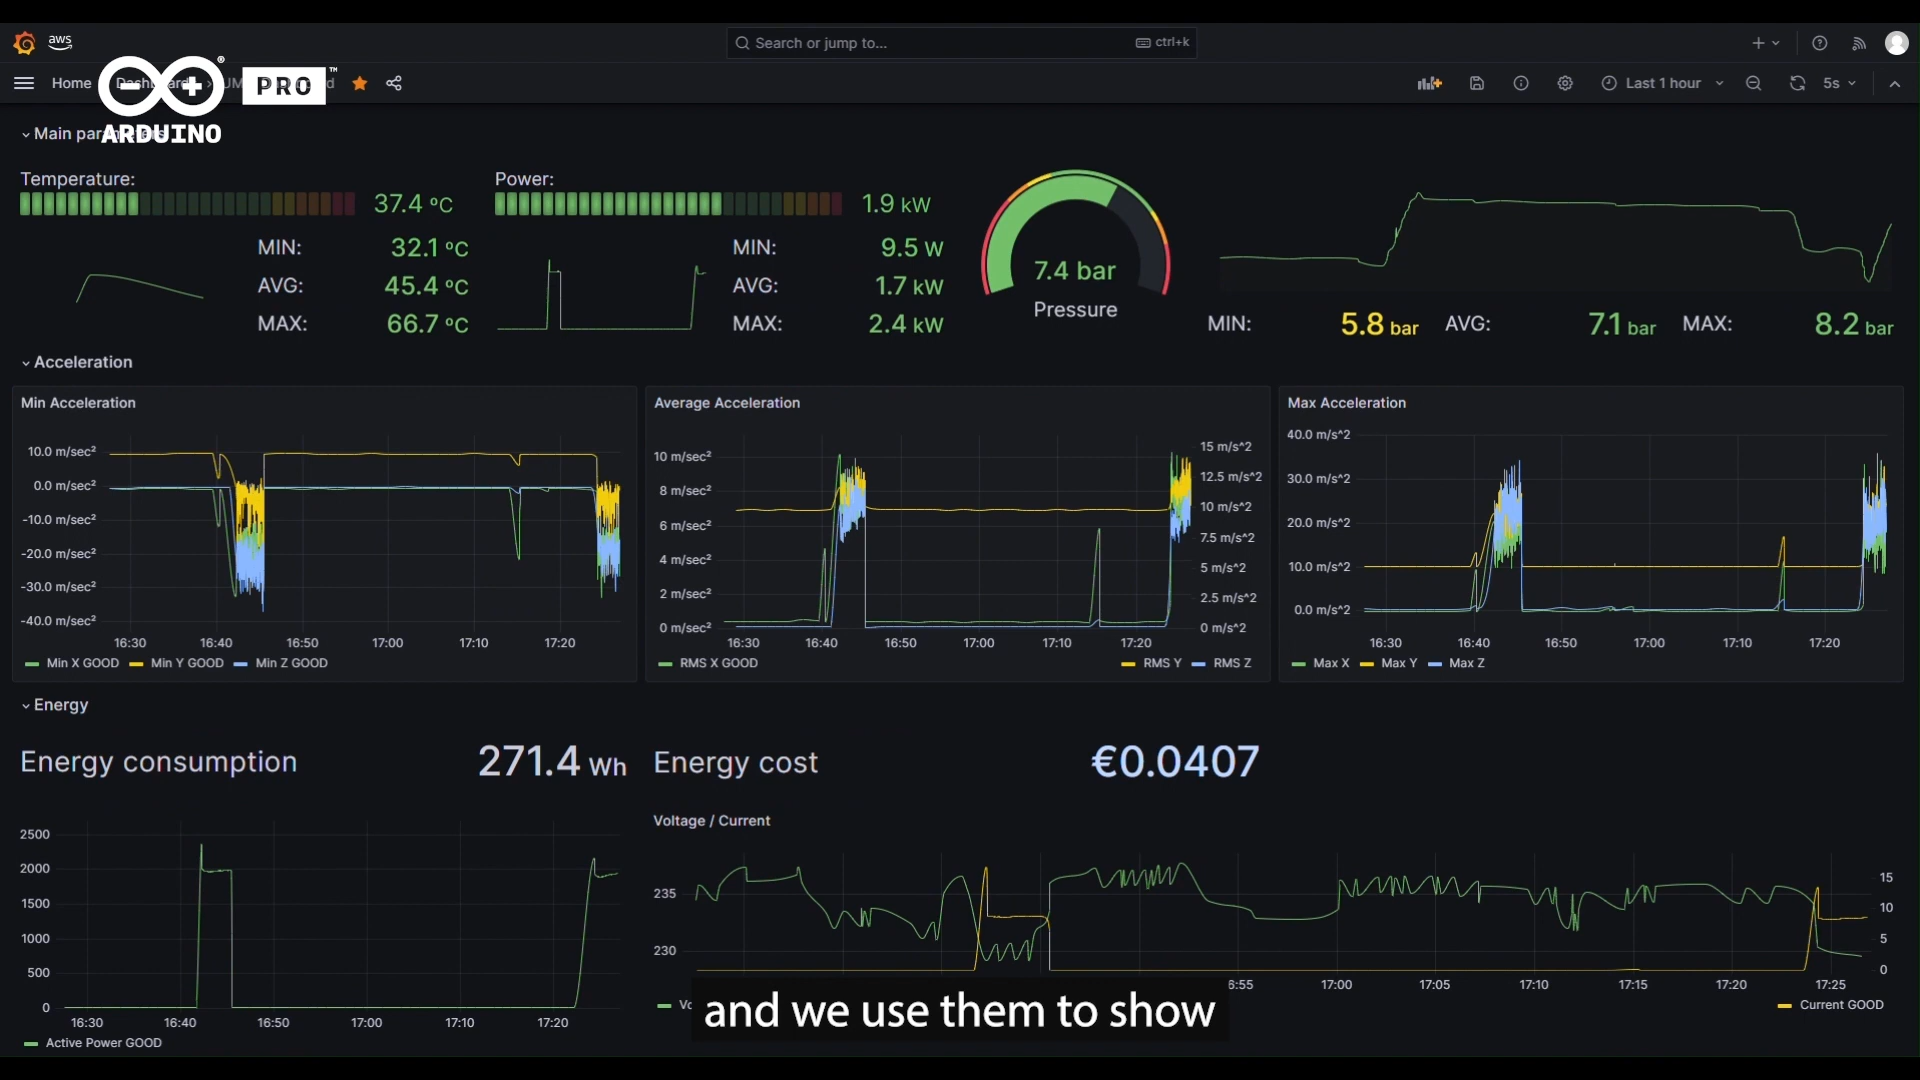 aws
Search or jump to...
ctrl+k
Home
PRO
™
®
ARDUINO
Last 1 hour
5s
Main
Temperature:
37.4 ºC
MIN:
32.1 ºC
AVG:
45.4 ºC
MAX:
66.7 ºC
Power:
1.9 kW
MIN:
9.5 W
AVG:
1.7 kW
MAX:
2.4 kW
7.4 bar
Pressure
MIN:
5.8 bar
AVG:
7.1 bar
MAX:
8.2 bar
Acceleration
Min Acceleration
10.0 m/sec²
0.0 m/sec²
-10.0 m/sec²
-20.0 m/sec²
-30.0 m/sec²
-40.0 m/sec²
16:30 16:40 16:50 17:00 17:10 17:20
Min X GOOD Min Y GOOD Min Z GOOD
Average Acceleration
10 m/sec²
8 m/sec²
6 m/sec²
4 m/sec²
2 m/sec²
0 m/sec²
15 m/s^2
12.5 m/s^2
10 m/s^2
7.5 m/s^2
5 m/s^2
2.5 m/s^2
0 m/s^2
16:30 16:40 16:50 17:00 17:10 17:20
RMS X GOOD RMS Y RMS Z
Max Acceleration
40.0 m/s^2
30.0 m/s^2
20.0 m/s^2
10.0 m/s^2
0.0 m/s^2
16:30 16:40 16:50 17:00 17:10 17:20
Max X Max Y Max Z
Energy
Energy consumption
271.4 Wh
Energy cost
€0.0407
2500
2000
1500
1000
500
0
16:30 16:40 16:50 17:00 17:10 17:20
Active Power GOOD
Voltage / Current
235
230
15
10
5
0
17:00 17:05 17:10 17:15 17:20 17:25
Current GOOD
and we use them to show